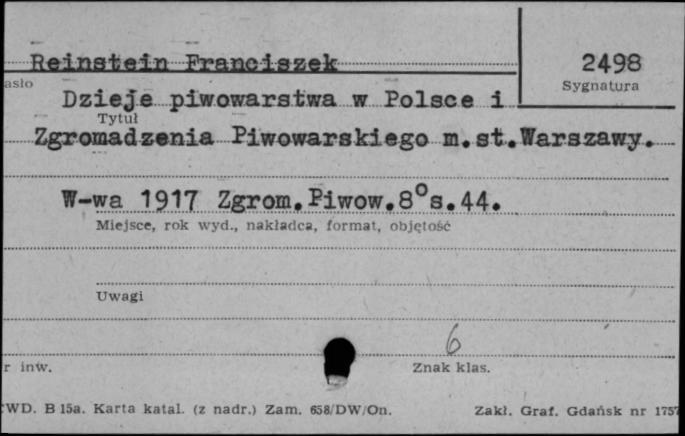 Reinstein Franciszek
2498
asło
Sygnatura
Dzieje piwowarstwa w Polsce i
Tytuł
Zgromadzenia Piwowarskiego m.st.Warszawy.
W-wa 1917 Zgrom.Piwow.8°s.44.
Miejsce, rok wyd., nakładca, format, objętość
Uwagi
6
r inw.
Znak klas.
WD. B 15a. Karta katal. (z nadr.) Zam. 658/DW/On.
Zakł. Graf. Gdańsk nr 1757